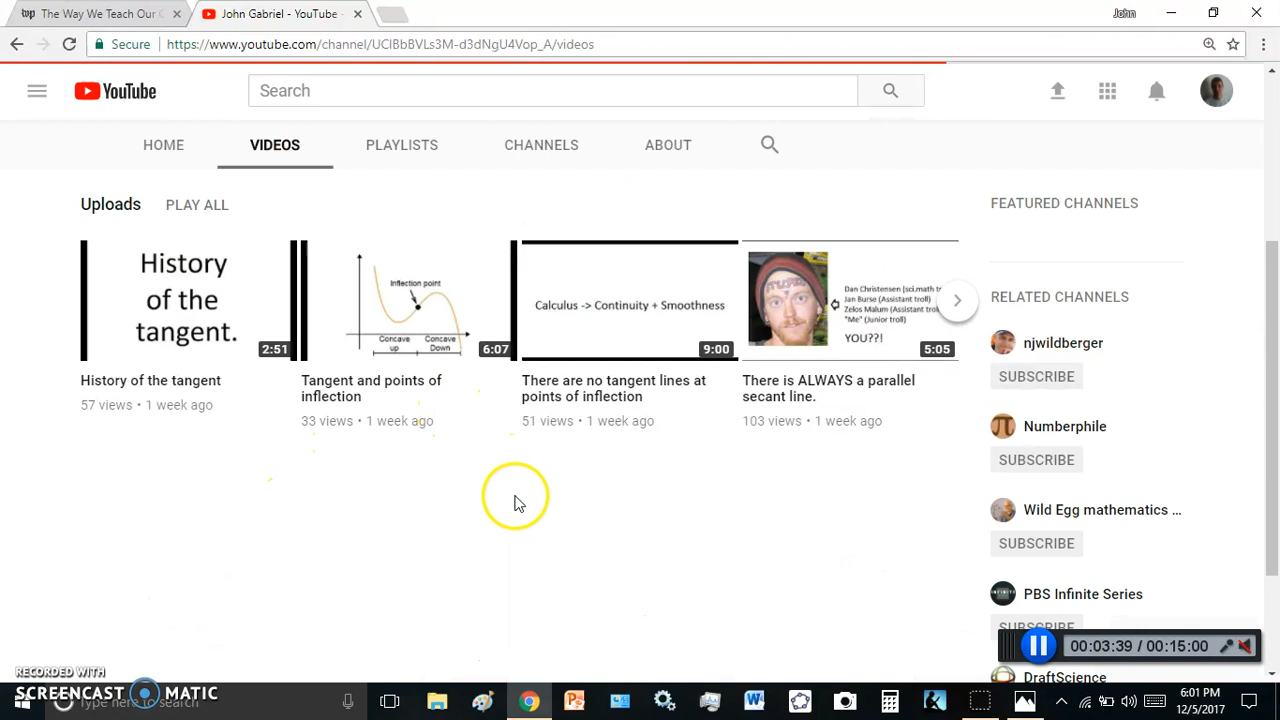 The Way We Teach Our C
John Gabriel - YouTube -
John
Secure
https://www.youtube.com/channel/UClBbBVLs3M-d3dNgU4Vop_A/videos
YouTube
Search
HOME
VIDEOS
PLAYLISTS
CHANNELS
ABOUT
Uploads
PLAY ALL
FEATURED CHANNELS
RELATED CHANNELS
History
of the
tangent.
2:51
Inflection point
Concave up
Concave Down
6:07
Calculus -> Continuity + Smoothness
9:00
Dan Christensen (sci.math t
Jan Burse (Assistant troll)
Zelos Malum (Assistant trol
"Me" (Junior troll)
YOU??!
5:05
History of the tangent
57 views • 1 week ago
Tangent and points of
inflection
33 views • 1 week ago
There are no tangent lines at
points of inflection
51 views • 1 week ago
There is ALWAYS a parallel
secant line.
103 views • 1 week ago
njwildberger
SUBSCRIBE
Numberphile
SUBSCRIBE
Wild Egg mathematics ...
SUBSCRIBE
PBS Infinite Series
SUBSCRIBE
DraftScience
00:03:39 / 00:15:00
RECORDED WITH
SCREENCAST MATIC
Type here to search
6:01 PM
12/5/2017